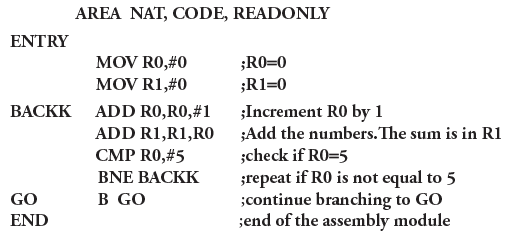 AREA NAT, CODE, READONLY
ENTRY
MOV R0,#0 ;R0=0
MOV R1,#0 ;R1=0
BACKK ADD R0,R0,#1 ;Increment R0 by 1
ADD R1,R1,R0 ;Add the numbers.The sum is in R1
CMP R0,#5 ;check if R0=5
BNE BACKK ;repeat if R0 is not equal to 5
GO B GO ;continue branching to GO
END ;end of the assembly module